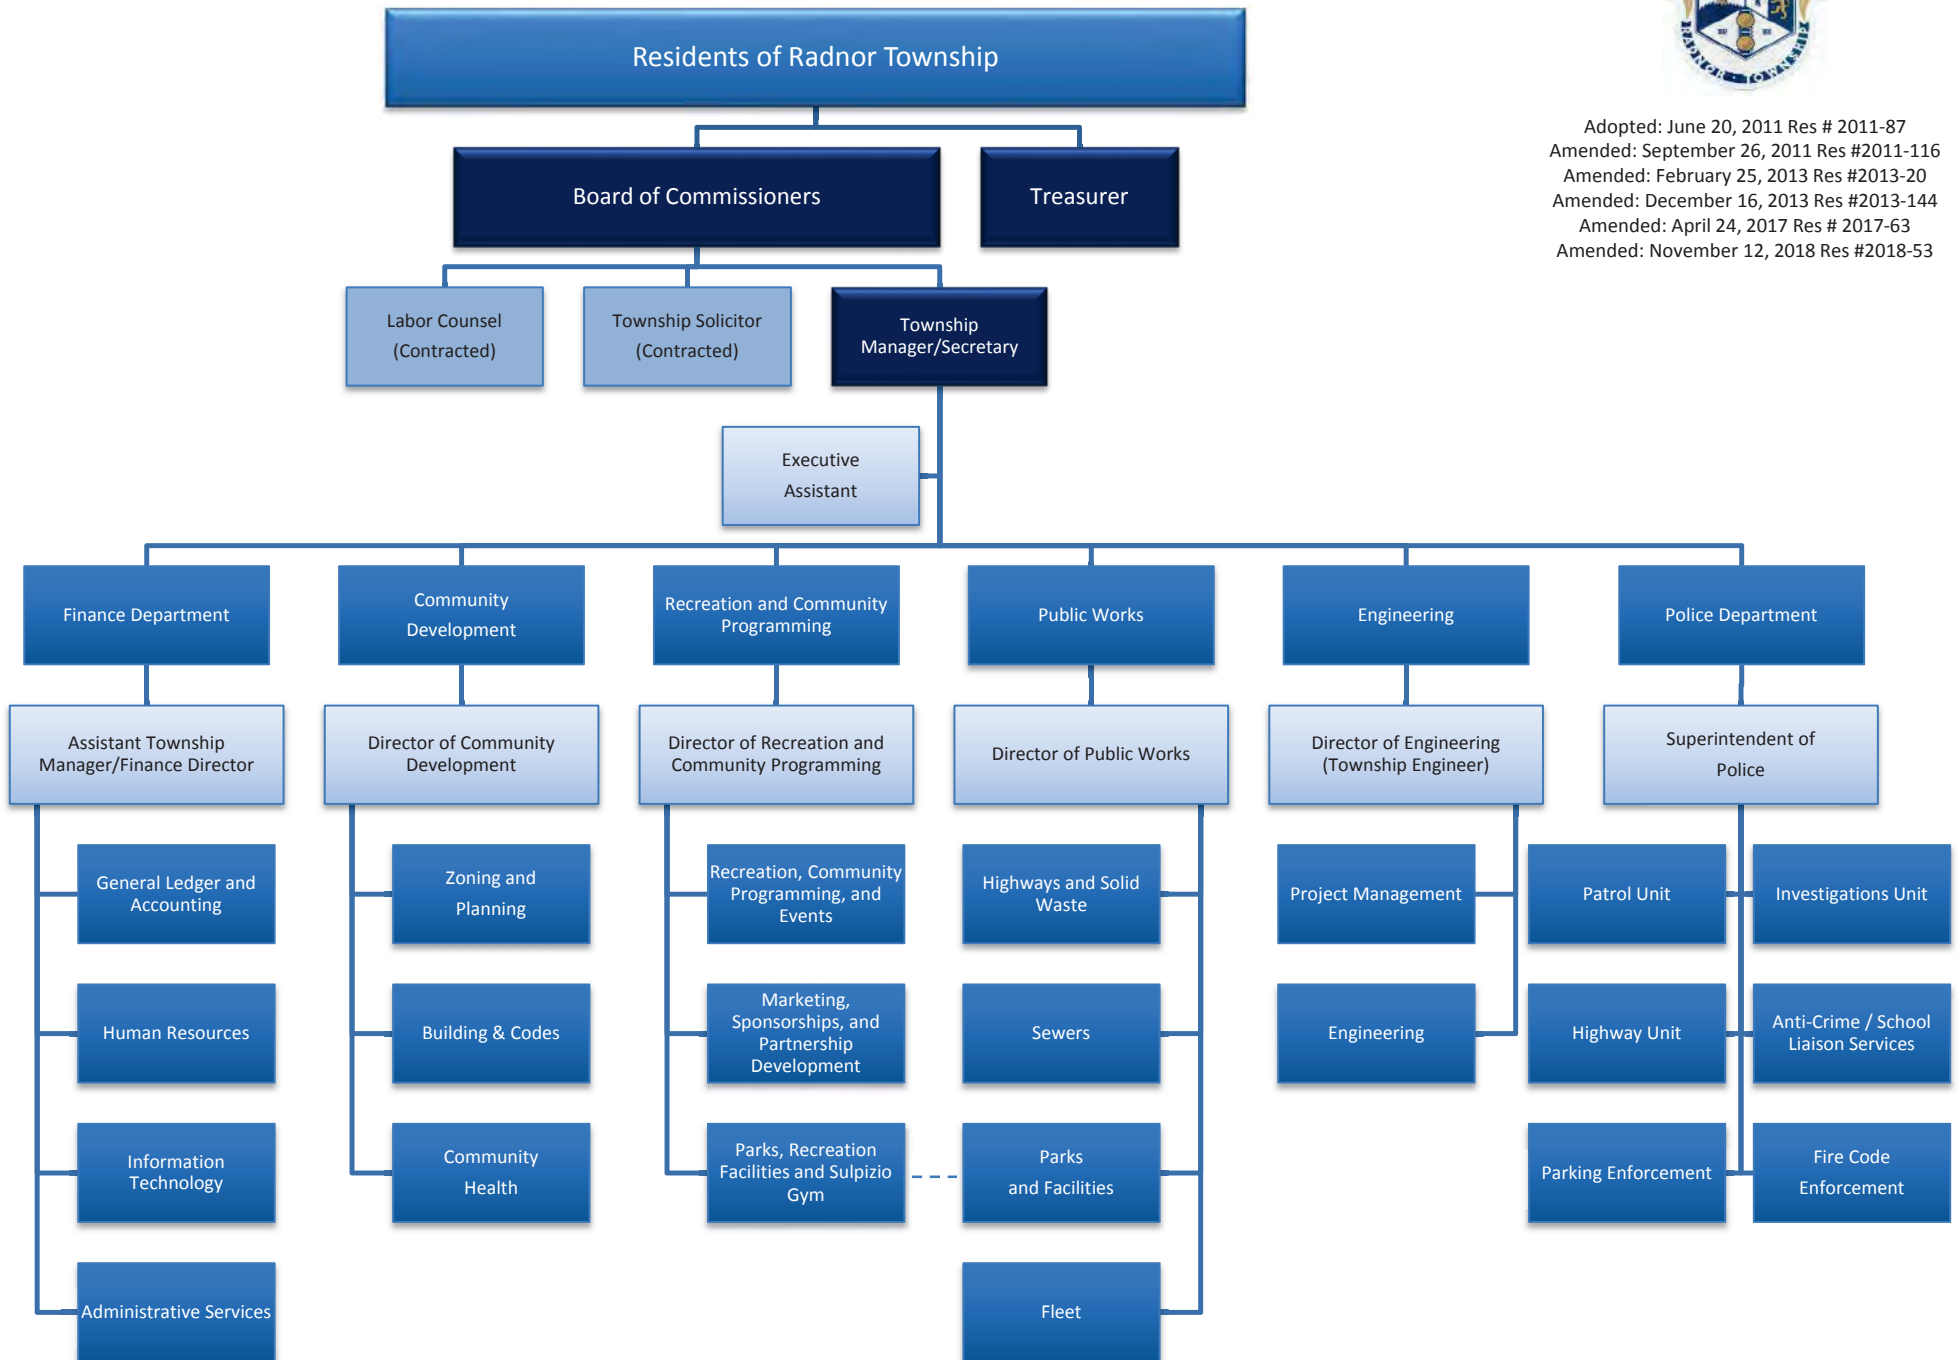 Residents of Radnor Township
RADNOR · TOWNSHIP
Adopted: June 20, 2011 Res # 2011-87
Amended: September 26, 2011 Res #2011-116
Amended: February 25, 2013 Res #2013-20
Amended: December 16, 2013 Res #2013-144
Amended: April 24, 2017 Res # 2017-63
Amended: November 12, 2018 Res #2018-53
Board of Commissioners
Treasurer
Labor Counsel
(Contracted)
Township Solicitor
(Contracted)
Township
Manager/Secretary
Executive
Assistant
Finance Department
Community
Development
Recreation and Community
Programming
Public Works
Engineering
Police Department
Assistant Township
Manager/Finance Director
Director of Community
Development
Director of Recreation and
Community Programming
Director of Public Works
Director of Engineering
(Township Engineer)
Superintendent of
Police
General Ledger and
Accounting
Zoning and
Planning
Recreation, Community
Programming, and
Events
Highways and Solid
Waste
Project Management
Patrol Unit
Investigations Unit
Human Resources
Building & Codes
Marketing,
Sponsorships, and
Partnership
Development
Sewers
Engineering
Highway Unit
Anti-Crime / School
Liaison Services
Information
Technology
Community
Health
Parks, Recreation
Facilities and Sulpizio
Gym
Parks
and Facilities
Parking Enforcement
Fire Code
Enforcement
Administrative Services
Fleet